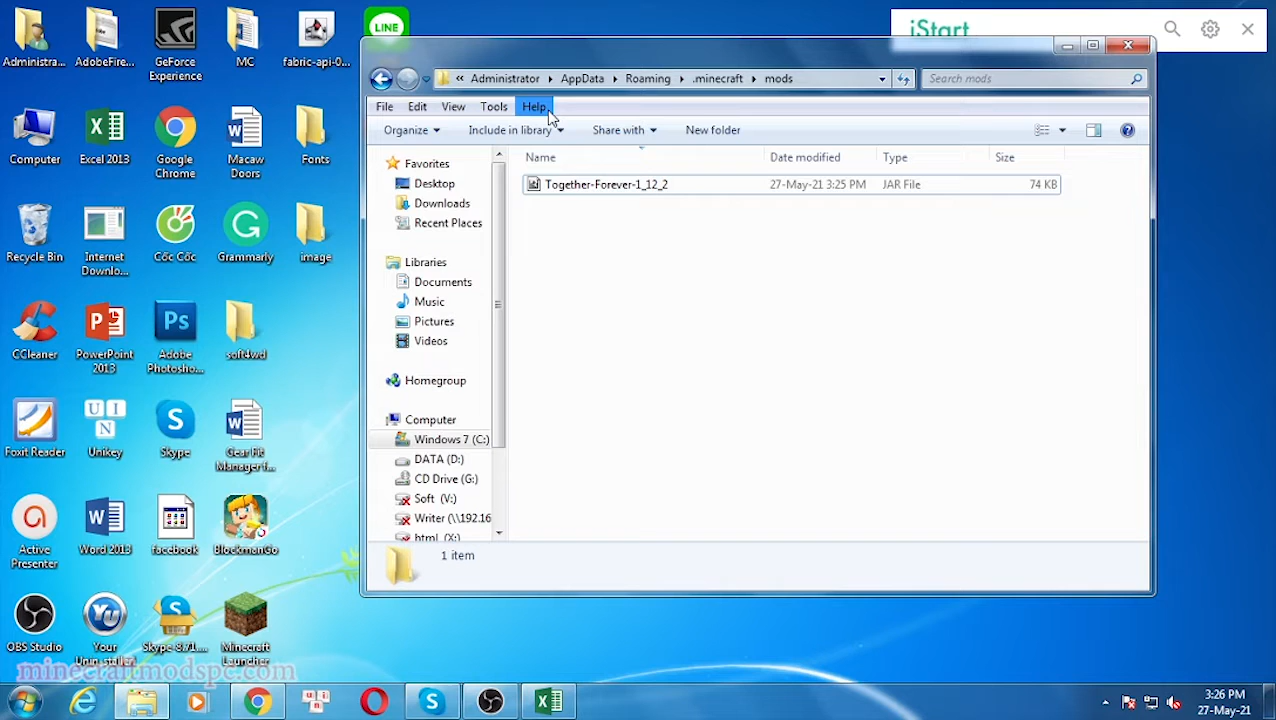 Administra...
AdobeFire...
GeForce
Experience
MC
fabric-api-0...
LINE
iStart
Computer
Excel 2013
Google
Chrome
Macaw
Doors
Fonts
Recycle Bin
Internet
Downlo...
Cốc Cốc
Grammarly
image
CCleaner
PowerPoint
2013
Ps
Adobe
Photosho...
soft4wd
Foxit Reader
UI
N
Unikey
Skype
Gear Fit
Manager f...
Active
Presenter
Word 2013
facebook
BlockmanGo
OBS Studio
Your
Unin...staller
Skype 8.71....
Minecraft
Launcher
minecraftmodspc.com
« Administrator AppData Roaming .minecraft mods
Search mods
File Edit View Tools Help
Organize Include in library Share with New folder
Name Date modified Type Size
Together-Forever-1_12_2 27-May-21 3:25 PM JAR File 74 KB
Favorites
Desktop
Downloads
Recent Places
Libraries
Documents
Music
Pictures
Videos
Homegroup
Computer
Windows 7 (C:)
DATA (D:)
CD Drive (G:)
Soft (V:)
Writer (\\192.16
html (X:)
1 item
3:26 PM
27-May-21